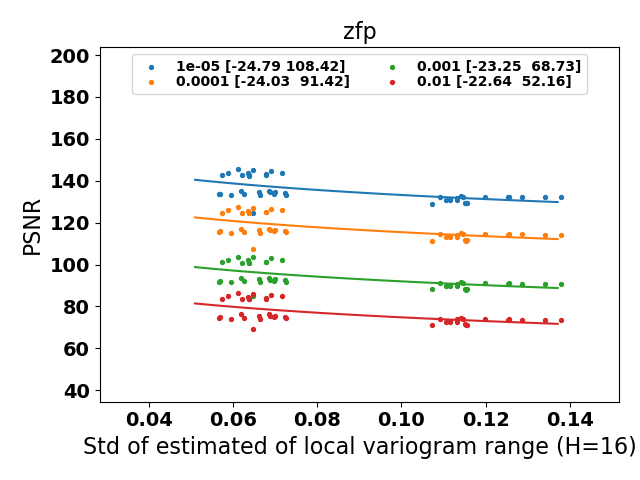 zfp
1e-05 [-24.79 108.42]
0.0001 [-24.03  91.42]
0.001 [-23.25  68.73]
0.01 [-22.64  52.16]
PSNR
200
180
160
140
120
100
80
60
40
0.04 0.06 0.08 0.10 0.12 0.14
Std of estimated of local variogram range (H=16)